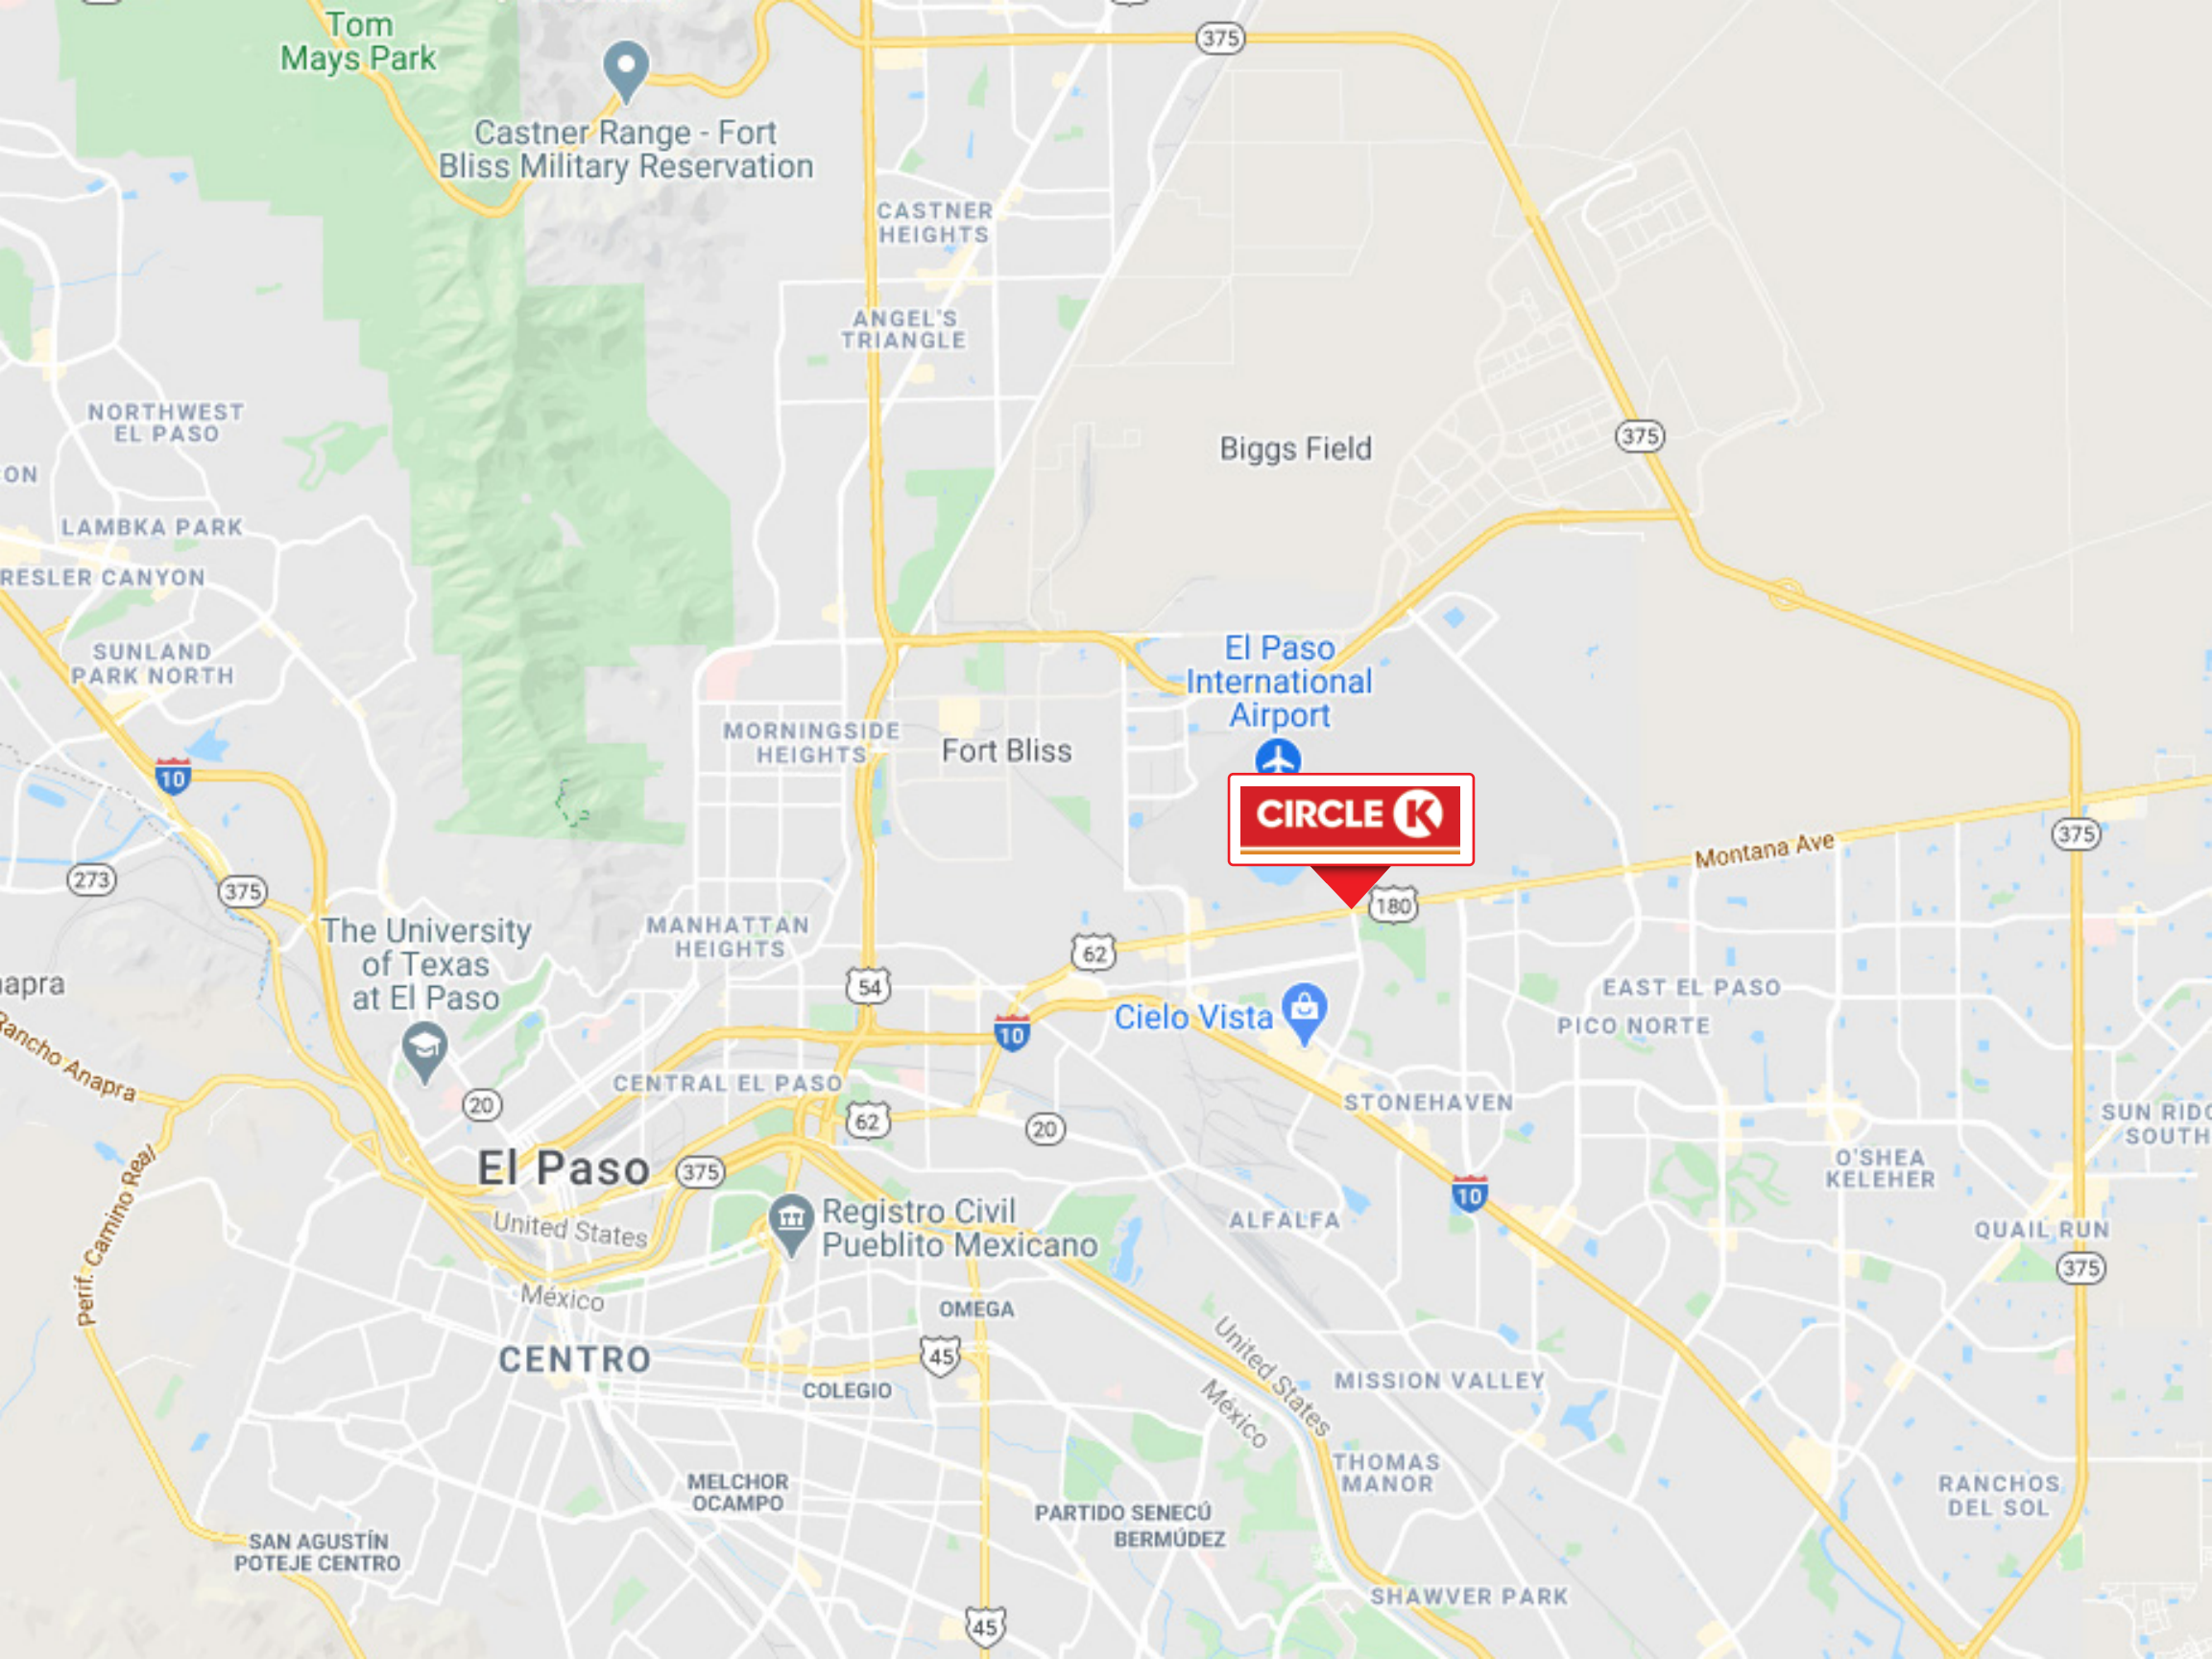 Tom
Mays Park
375
Castner Range - Fort
Bliss Military Reservation
CASTNER
HEIGHTS
ANGEL'S
TRIANGLE
NORTHWEST
EL PASO
Biggs Field
375
ON
LAMBKA PARK
RESLER CANYON
SUNLAND
PARK NORTH
El Paso
International
Airport
MORNINGSIDE
HEIGHTS
Fort Bliss
10
CIRCLE K
Montana Ave
375
273
375
180
The University
of Texas
at El Paso
MANHATTAN
HEIGHTS
62
54
apra
EAST EL PASO
Cielo Vista
PICO NORTE
10
Rancho Anapra
CENTRAL EL PASO
STONEHAVEN
20
62
20
SUN RIDG
SOUTH
El Paso
375
O'SHEA
KELEHER
10
Registro Civil
Pueblito Mexicano
United States
ALFALFA
QUAIL RUN
Perif. Camino Real
375
México
OMEGA
CENTRO
45
COLEGIO
United States
México
MISSION VALLEY
THOMAS
MANOR
MELCHOR
OCAMPO
RANCHOS
DEL SOL
PARTIDO SENECÚ
BERMÚDEZ
SAN AGUSTÍN
POTEJE CENTRO
SHAWVER PARK
45